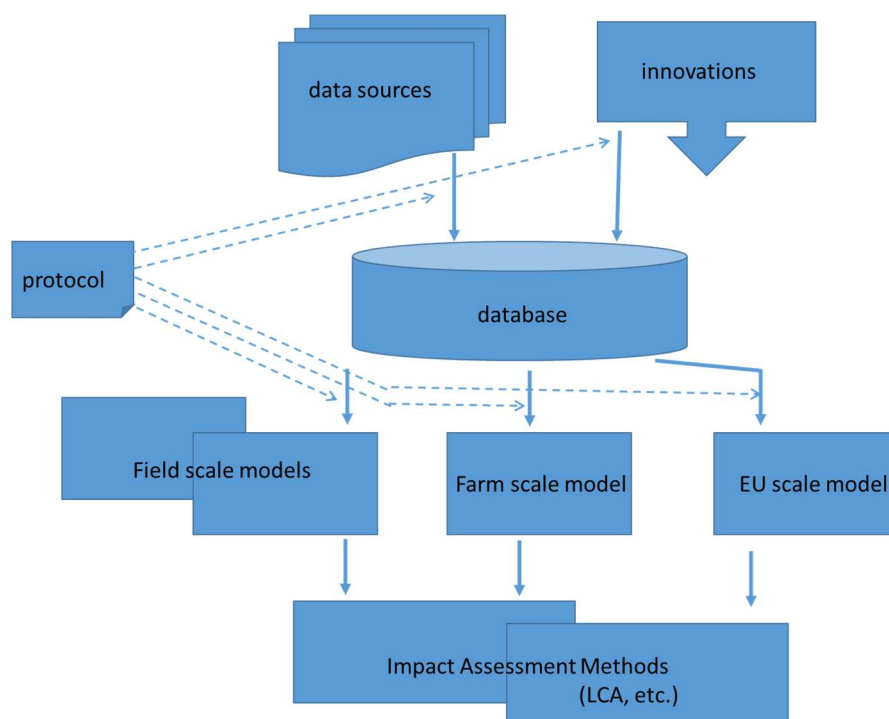 data sources
innovations
protocol
database
Field scale models
Farm scale model
EU scale model
Impact Assessment Methods
(LCA, etc.)